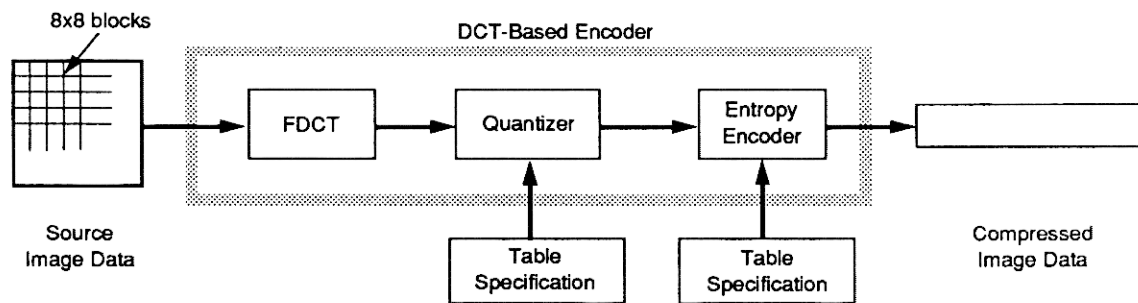 8x8 blocks
DCT-Based Encoder
FDCT
Quantizer
Entropy
Encoder
Source
Image Data
Table
Specification
Table
Specification
Compressed
Image Data